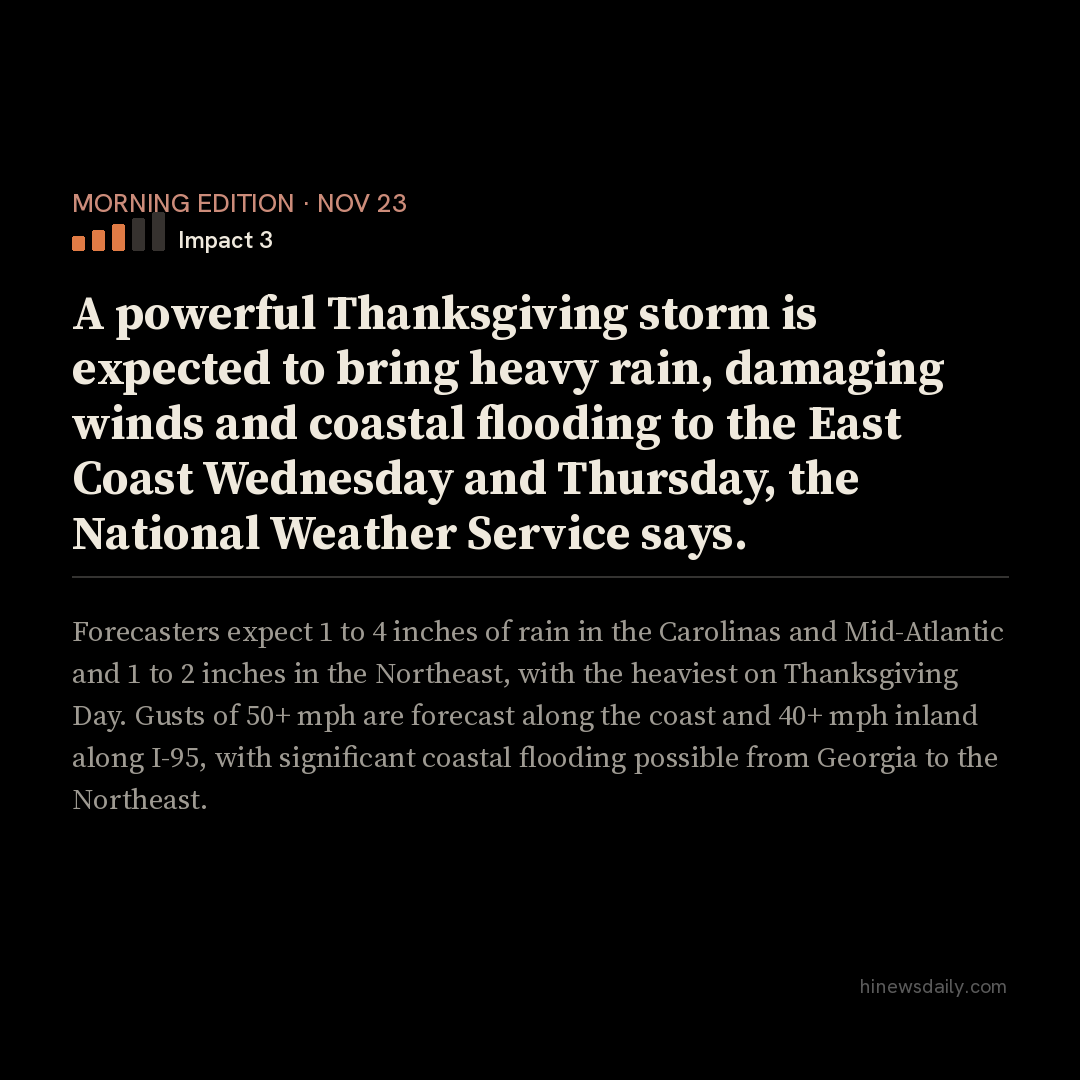 MORNING EDITION · NOV 23
Impact 3
A powerful Thanksgiving storm is
expected to bring heavy rain, damaging
winds and coastal flooding to the East
Coast Wednesday and Thursday, the
National Weather Service says.
Forecasters expect 1 to 4 inches of rain in the Carolinas and Mid-Atlantic
and 1 to 2 inches in the Northeast, with the heaviest on Thanksgiving
Day. Gusts of 50+ mph are forecast along the coast and 40+ mph inland
along I-95, with significant coastal flooding possible from Georgia to the
Northeast.
hinewsdaily.com